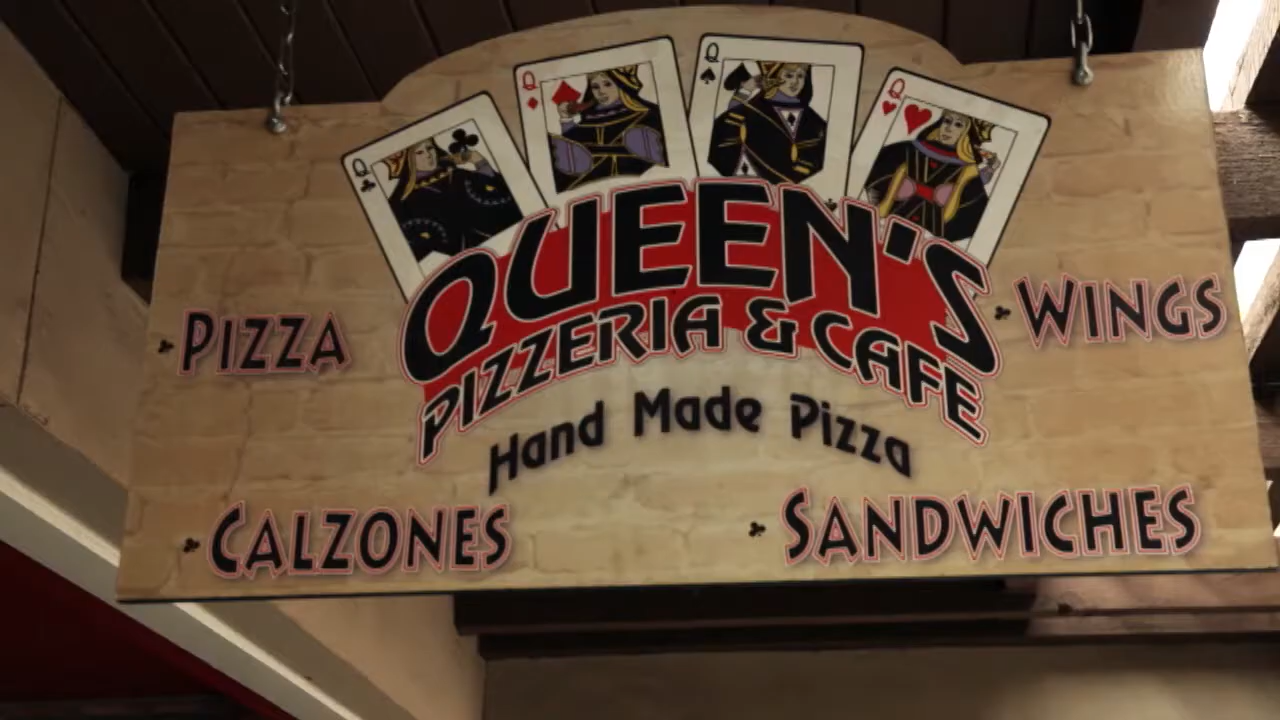 Q Q Q Q
QUEEN'S
PIZZERIA & CAFE
PIZZA
WINGS
Hand Made Pizza
CALZONES
SANDWICHES